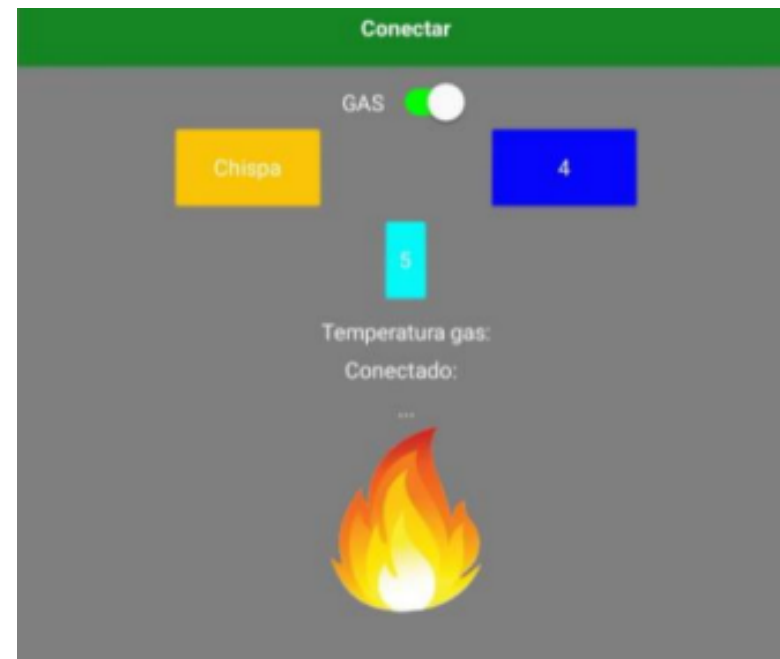 Conectar
GAS
Chispa 4
5
Temperatura gas:
Conectado:
...